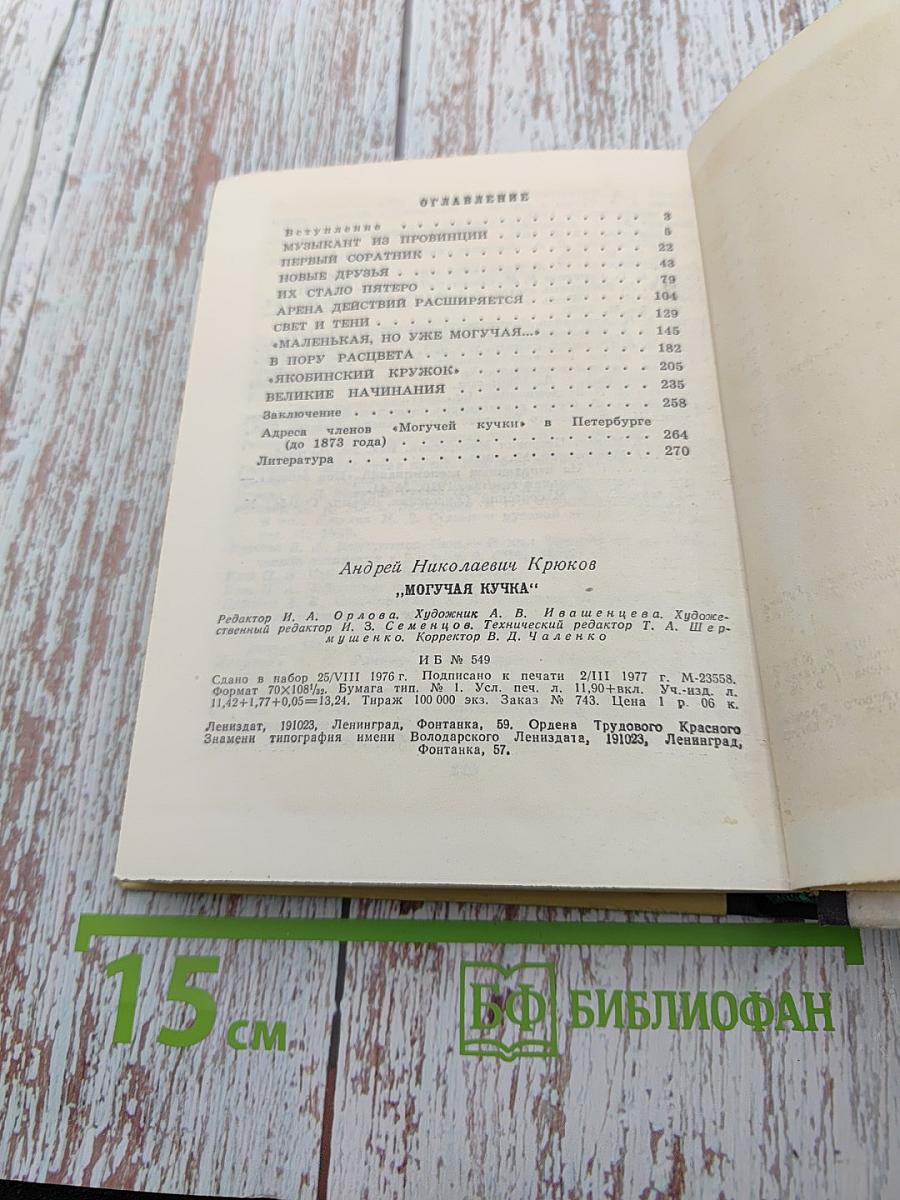 ОГЛАВЛЕНИЕ
Вступление . . . . . . . . . . . . . . . 3
МУЗЫКАНТ ИЗ ПРОВИНЦИИ . . . . . . . . . 5
ПЕРВЫЙ СОРАТНИК . . . . . . . . . . . . 22
НОВЫЕ ДРУЗЬЯ . . . . . . . . . . . . . . 43
ИХ СТАЛО ПЯТЕРО . . . . . . . . . . . . 79
АРЕНА ДЕЙСТВИЙ РАСШИРЯЕТСЯ . . . . . . . 104
СВЕТ И ТЕНИ . . . . . . . . . . . . . . 129
«МАЛЕНЬКАЯ, НО УЖЕ МОГУЧАЯ...» . . . . . . 145
В ПОРУ РАСЦВЕТА . . . . . . . . . . . . 182
«ЯКОБИНСКИЙ КРУЖОК» . . . . . . . . . . 205
ВЕЛИКИЕ НАЧИНАНИЯ . . . . . . . . . . . 235
Заключение . . . . . . . . . . . . . . . 258
Адреса членов «Могучей кучки» в Петербурге
(до 1873 года) . . . . . . . . . . . . . 264
Литература . . . . . . . . . . . . . . . 270
Андрей Николаевич Крюков
„МОГУЧАЯ КУЧКА“
Редактор И. А. Орлова. Художник А. В. Ивашенцева. Художе-
ственный редактор И. З. Семенцов. Технический редактор Т. А. Шер-
мушенко. Корректор В. Д. Чаленко
ИБ № 549
Сдано в набор 25/VIII 1976 г. Подписано к печати 2/III 1977 г. М-23558.
Формат 70×108¹/₃₂. Бумага тип. № 1. Усл. печ. л. 11,90+вкл. Уч.-изд. л.
11,42+1,77+0,05=13,24. Тираж 100 000 экз. Заказ № 743. Цена 1 р. 06 к.
Лениздат, 191023, Ленинград, Фонтанка, 59. Ордена Трудового Красного
Знамени типография имени Володарского Лениздата, 191023, Ленинград,
Фонтанка, 57.
15 см
БФ БИБЛИОФАН